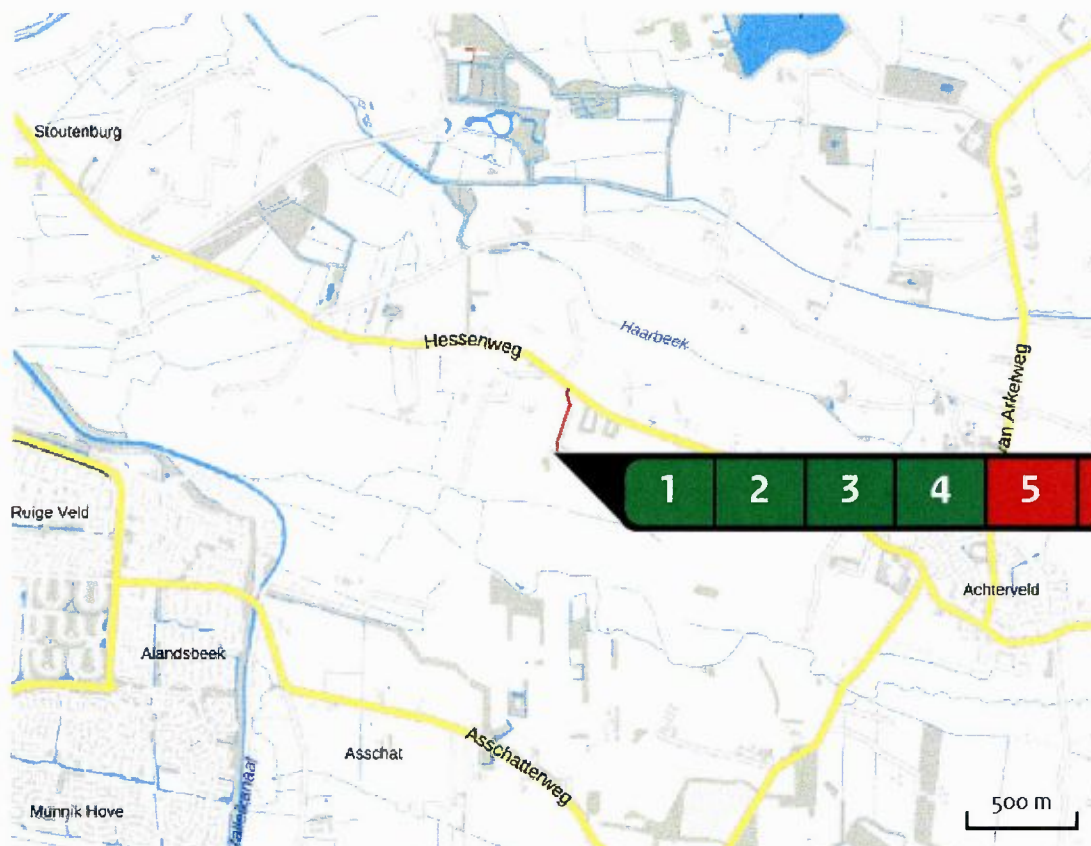 Stoutenburg
Hessenweg
Haarbeek
van Arkelweg
1 2 3 4 5
Ruige Veld
Achterveld
Alandsbeek
Asschat
Asschatterweg
Munnik Hove
500 m